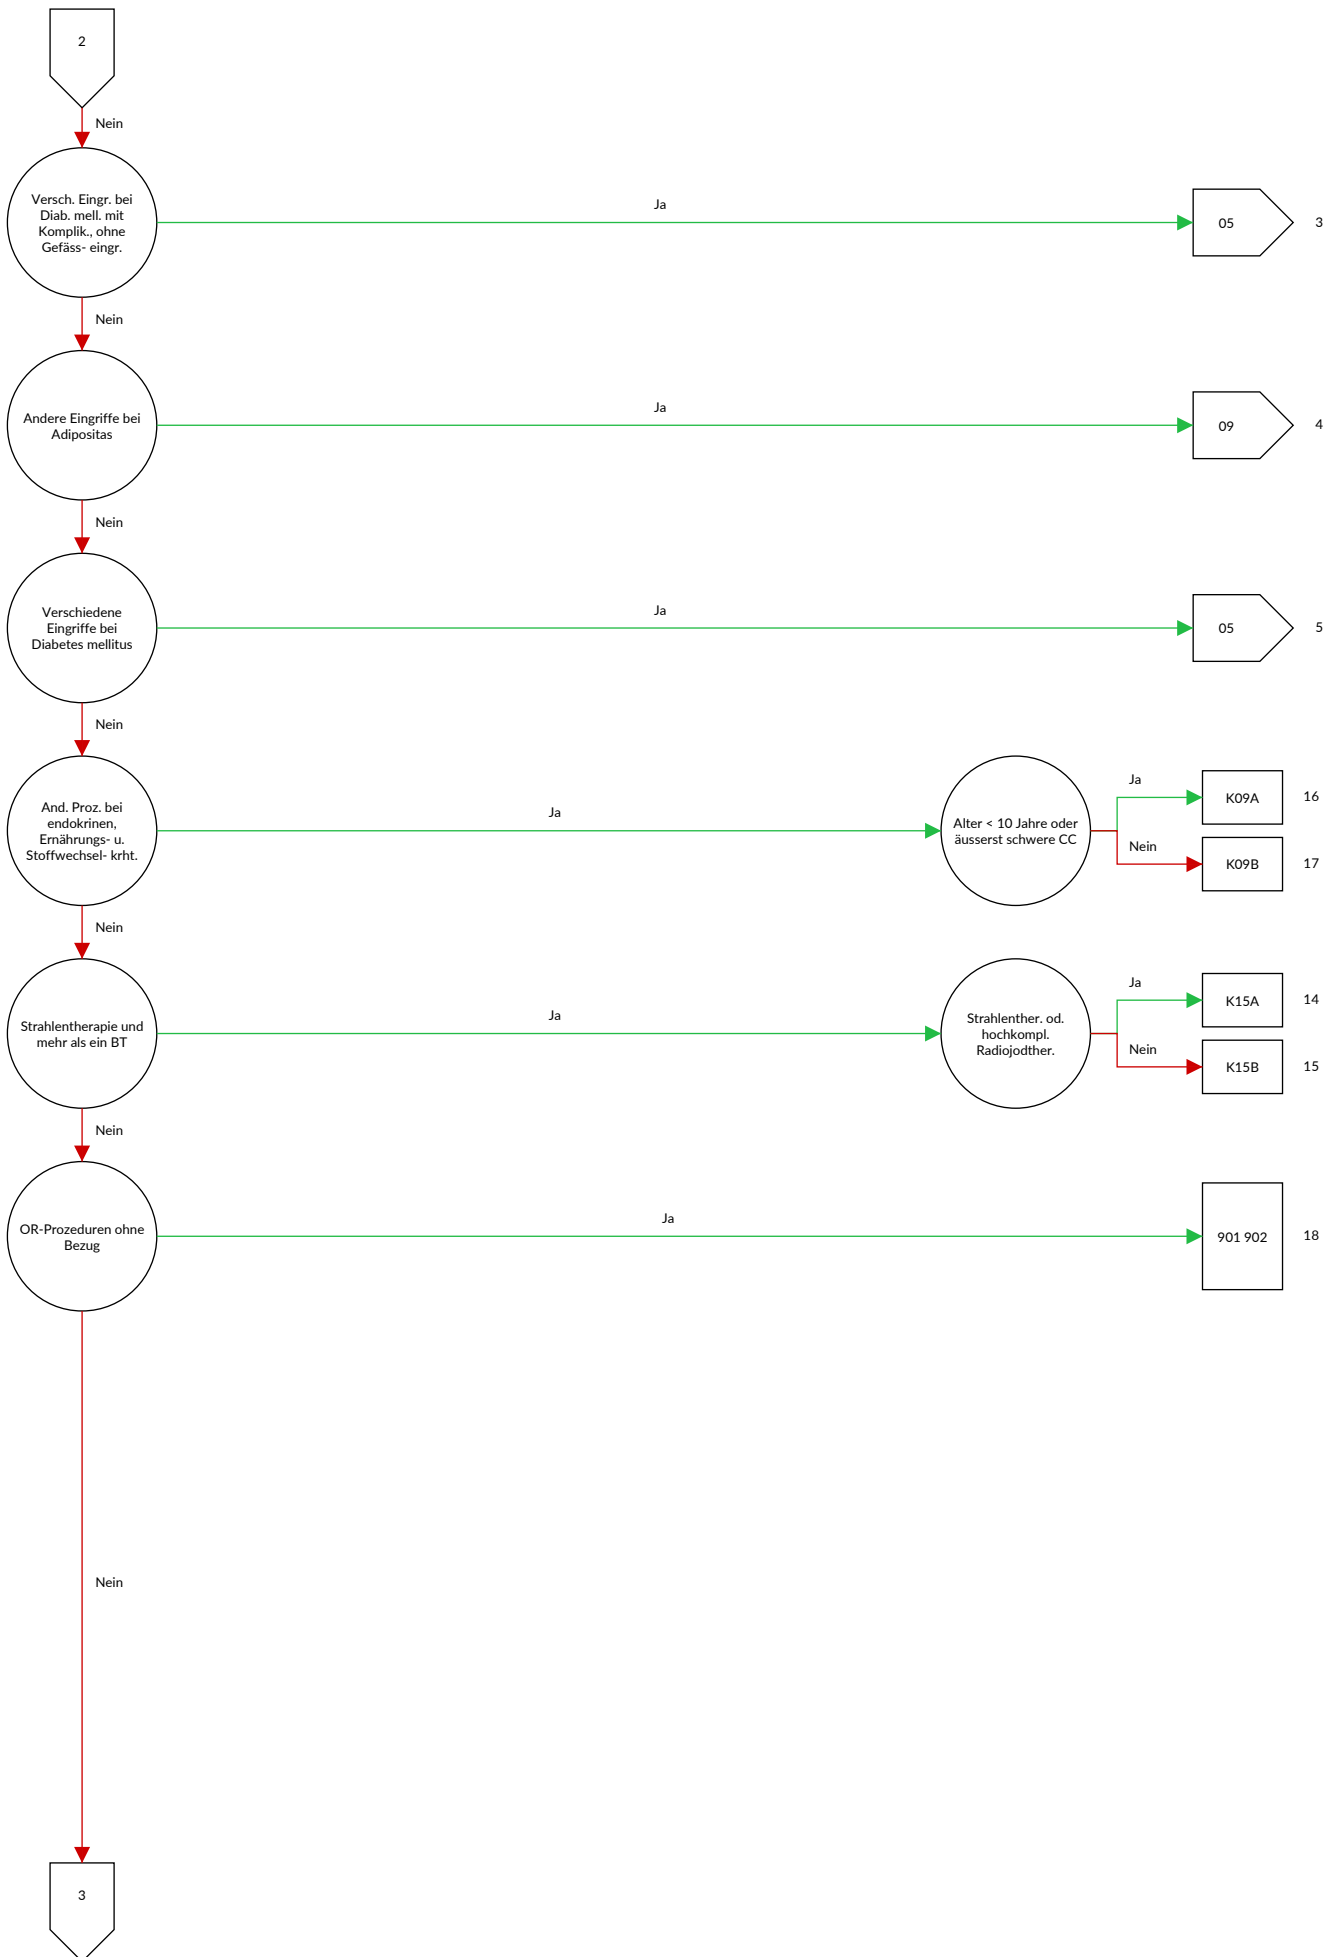 2
Nein
Versch. Eingr. bei
Diab. mell. mit
Komplik., ohne
Gefäss- eingr.
Ja
05
3
Nein
Andere Eingriffe bei
Adipositas
Ja
09
4
Nein
Verschiedene
Eingriffe bei
Diabetes mellitus
Ja
05
5
Nein
And. Proz. bei
endokrinen,
Ernährungs- u.
Stoffwechsel- krht.
Ja
Alter < 10 Jahre oder
äusserst schwere CC
Ja
K09A
16
Nein
K09B
17
Nein
Strahlentherapie und
mehr als ein BT
Ja
Strahlenther. od.
hochkompl.
Radiojodther.
Ja
K15A
14
Nein
K15B
15
Nein
OR-Prozeduren ohne
Bezug
Ja
901 902
18
Nein
3